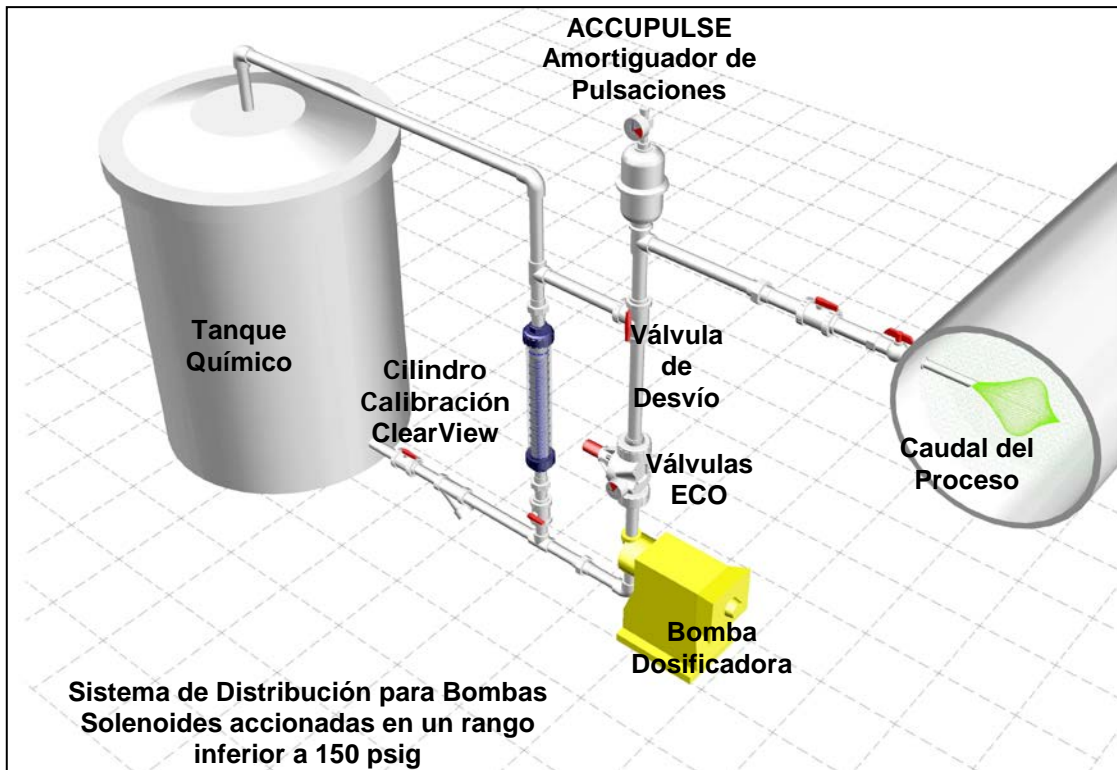 ACCUPULSE
Amortiguador de
Pulsaciones
Tanque
Químico
Cilindro
Calibración
ClearView
Válvula
de
Desvío
Válvulas
ECO
Caudal del
Proceso
Bomba
Dosificadora
Sistema de Distribución para Bombas
Solenoides accionadas en un rango
inferior a 150 psig